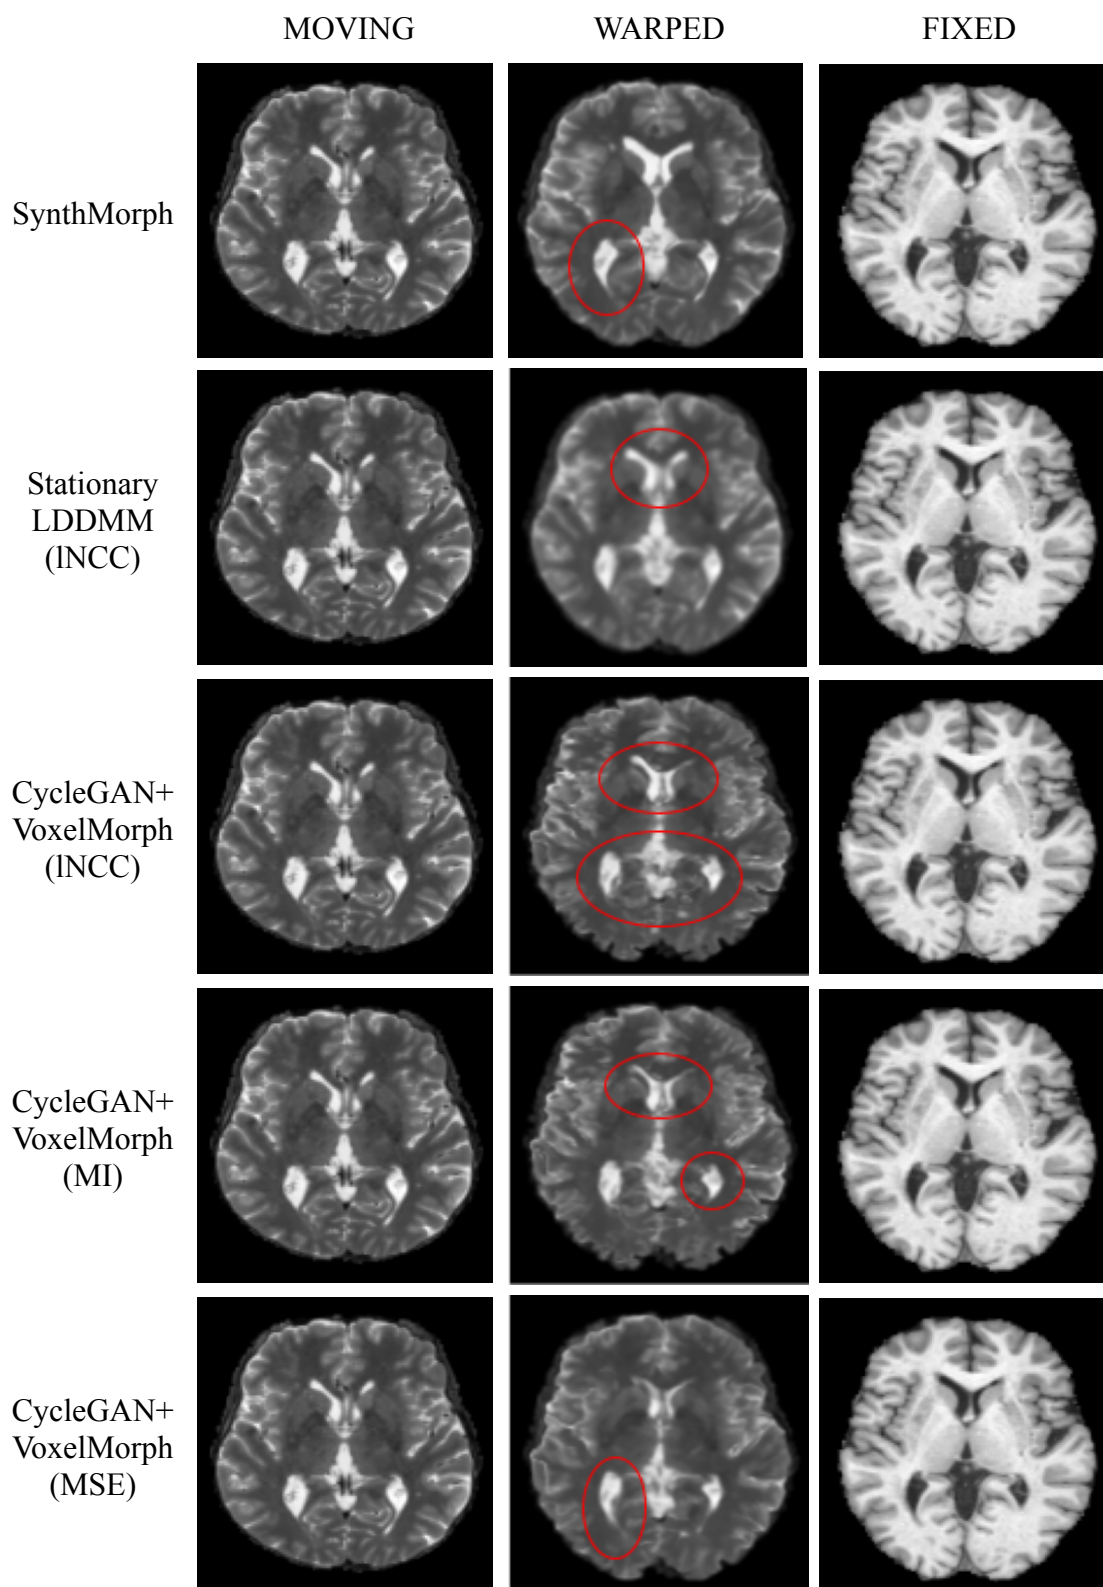 MOVING WARPED FIXED
SynthMorph
Stationary
LDDMM
(lNCC)
CycleGAN+
VoxelMorph
(lNCC)
CycleGAN+
VoxelMorph
(MI)
CycleGAN+
VoxelMorph
(MSE)